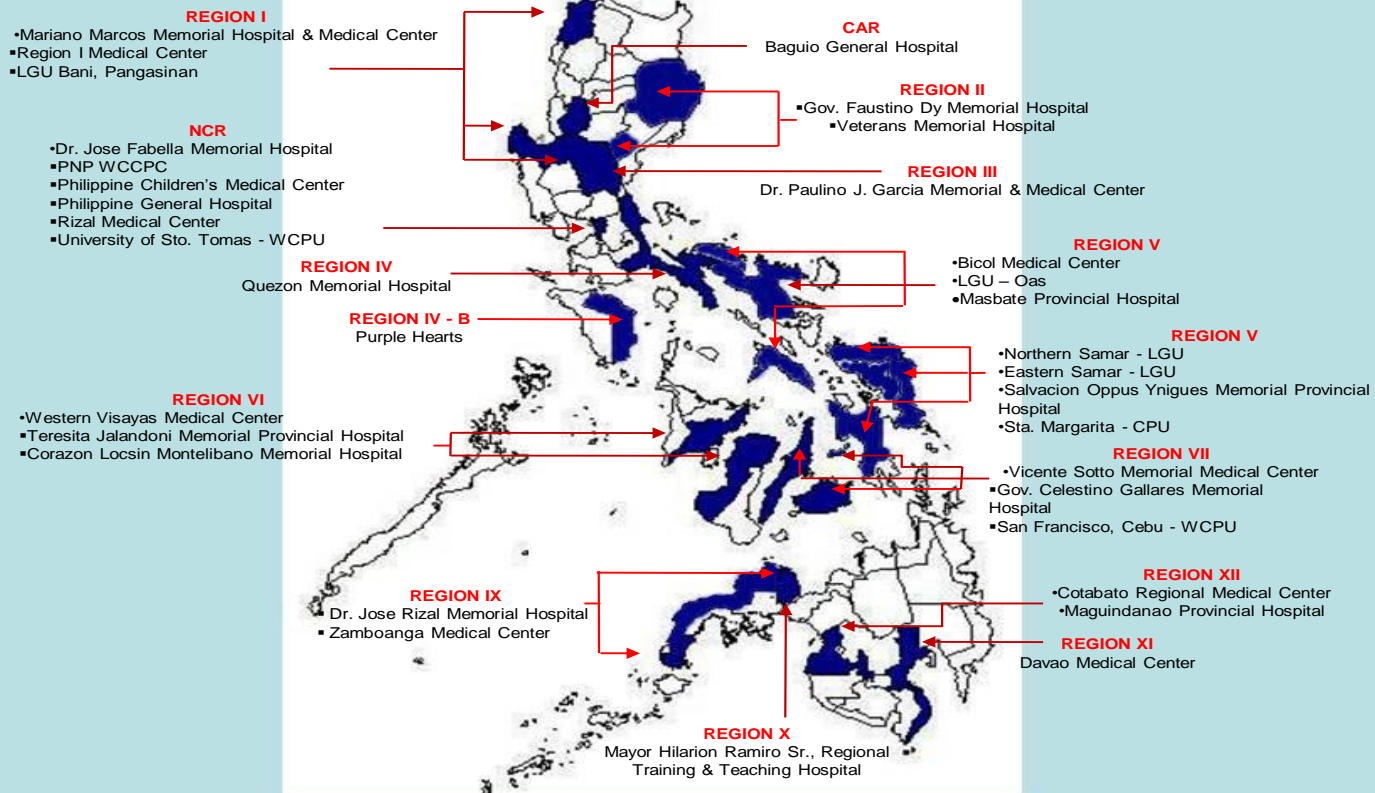 REGION I
•Mariano Marcos Memorial Hospital & Medical Center
▪Region I Medical Center
▪LGU Bani, Pangasinan
CAR
Baguio General Hospital
REGION II
▪Gov. Faustino Dy Memorial Hospital
▪Veterans Memorial Hospital
NCR
•Dr. Jose Fabella Memorial Hospital
▪PNP WCCPC
▪Philippine Children's Medical Center
▪Philippine General Hospital
▪Rizal Medical Center
▪University of Sto. Tomas - WCPU
REGION III
Dr. Paulino J. Garcia Memorial & Medical Center
REGION IV
Quezon Memorial Hospital
REGION V
•Bicol Medical Center
•LGU – Oas
•Masbate Provincial Hospital
REGION IV - B
Purple Hearts
REGION V
•Northern Samar - LGU
•Eastern Samar - LGU
•Salvacion Oppus Ynigues Memorial Provincial
Hospital
•Sta. Margarita - CPU
REGION VI
•Western Visayas Medical Center
▪Teresita Jalandoni Memorial Provincial Hospital
▪Corazon Locsin Montelibano Memorial Hospital
REGION VII
•Vicente Sotto Memorial Medical Center
▪Gov. Celestino Gallares Memorial
Hospital
▪San Francisco, Cebu - WCPU
REGION IX
▪ Dr. Jose Rizal Memorial Hospital
▪ Zamboanga Medical Center
REGION XII
•Cotabato Regional Medical Center
•Maguindanao Provincial Hospital
REGION XI
Davao Medical Center
REGION X
Mayor Hilarion Ramiro Sr., Regional
Training & Teaching Hospital